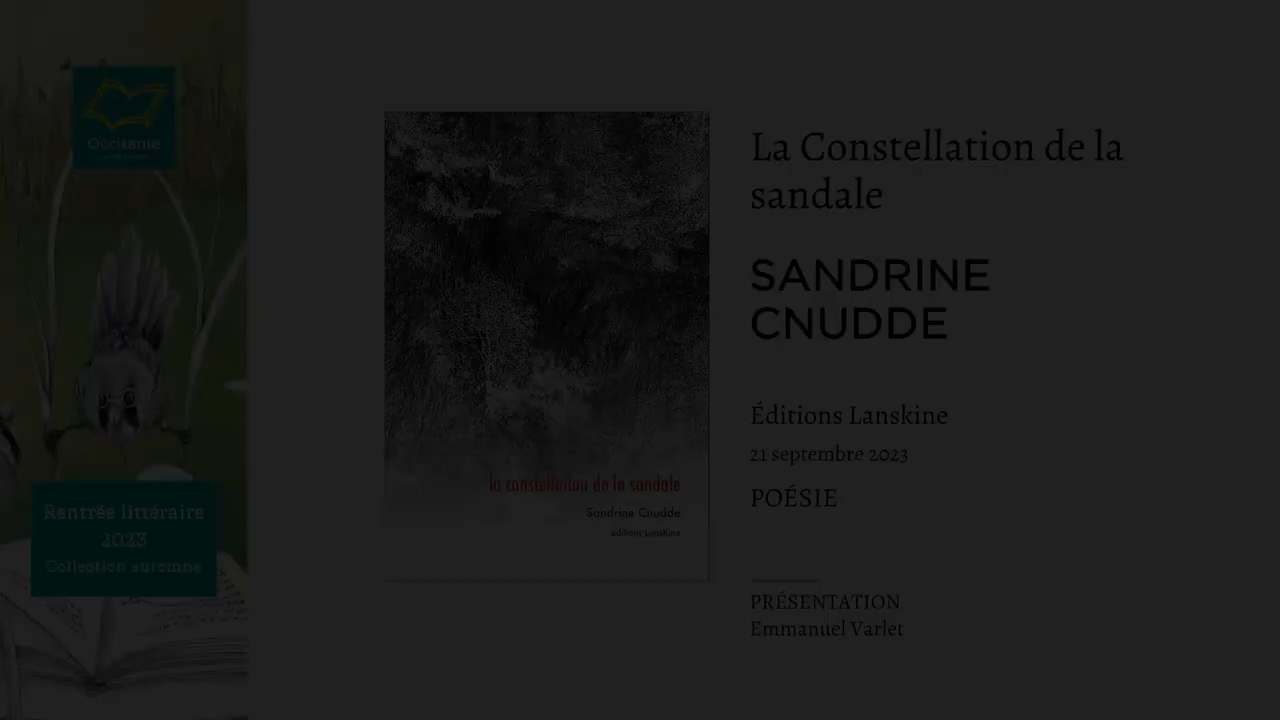 Occitanie
Rentrée littéraire
2023
Collection automne
la constellation de la sandale
Sandrine Cnudde
éditions LansKine
La Constellation de la
sandale
SANDRINE
CNUDDE
Éditions Lanskine
21 septembre 2023
POÉSIE
PRÉSENTATION
Emmanuel Varlet